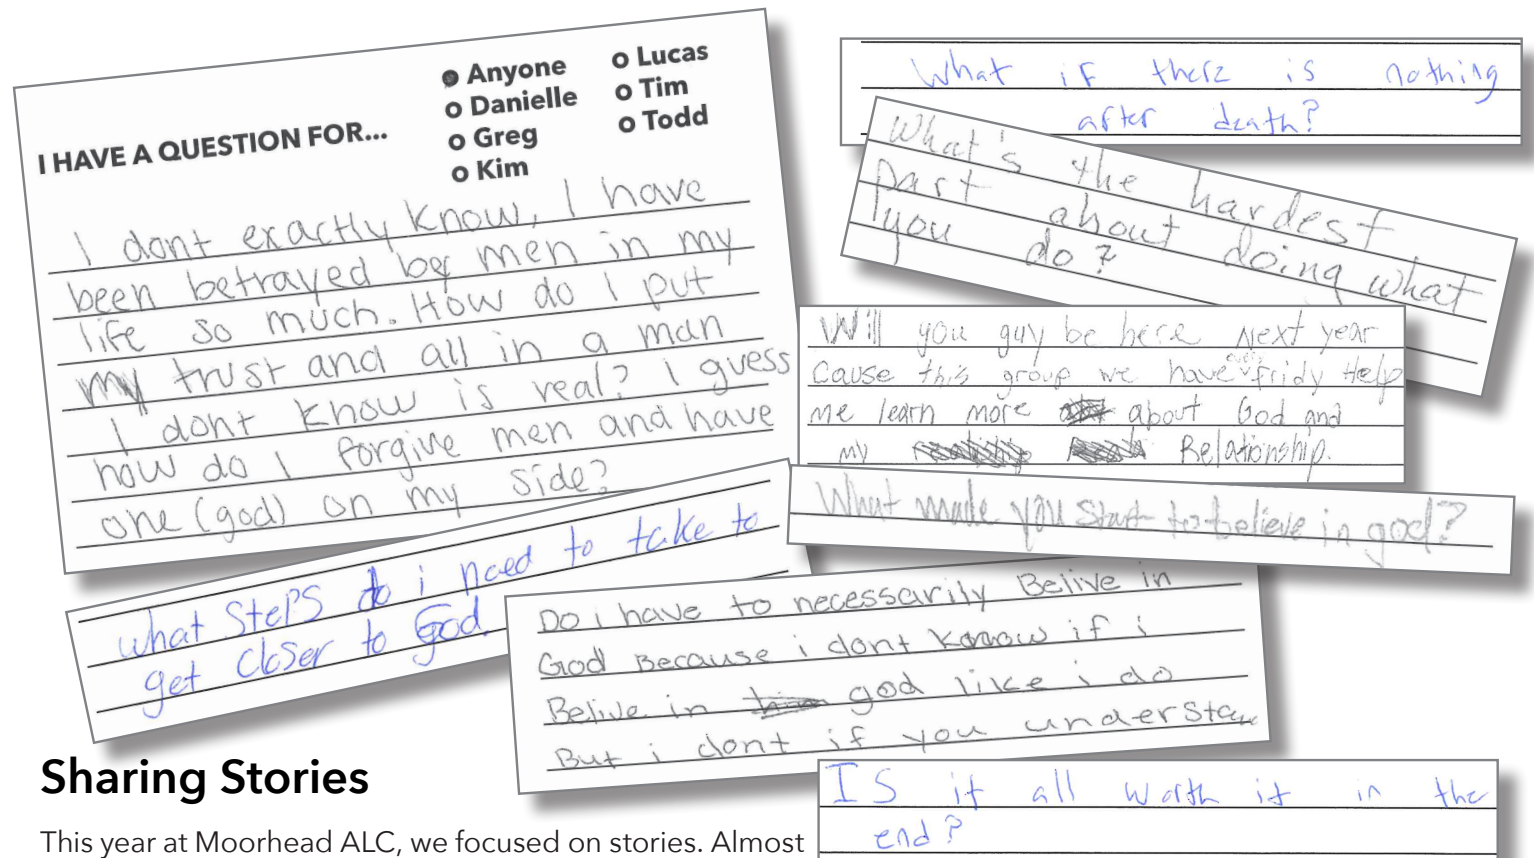 I HAVE A QUESTION FOR...
Anyone
Danielle
Greg
Kim
Lucas
Tim
Todd
I dont exactly know, I have
been betrayed by men in my
life so much. How do I put
my trust and all in a man
I dont know is real? I guess
how do I forgive men and have
one (god) on my side?
What if there is nothing
after death?
What's the hardest
part about doing what
you do?
Will you guy be here Next year
Cause this group we have every fridy Help
me learn more about God and
my Relationship.
What made you start to believe in god?
what StePS do i need to take to
get closer to God.
Do i have to necessarily Belive in
God Because i dont know if i
Belive in god like i do
But i dont if you understan
IS it all worth it in the
end?
Sharing Stories
This year at Moorhead ALC, we focused on stories. Almost